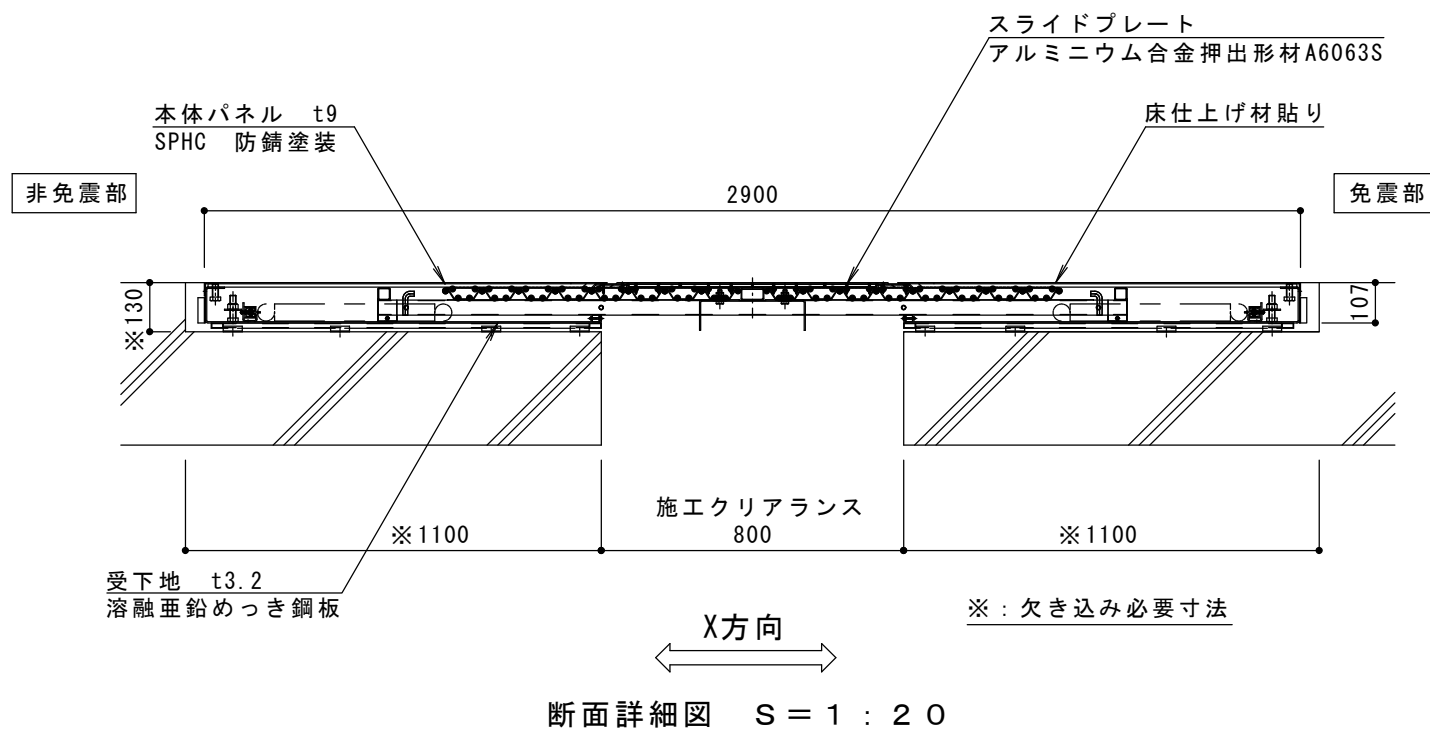 スライドプレート
アルミニウム合金押出形材A6063S
本体パネル t9
SPHC 防錆塗装
床仕上げ材貼り
非免震部
2900
免震部
※130
107
施工クリアランス
※1100
800
※1100
受下地 t3.2
溶融亜鉛めっき鋼板
※：欠き込み必要寸法
X方向
断面詳細図 Ｓ＝１：２０